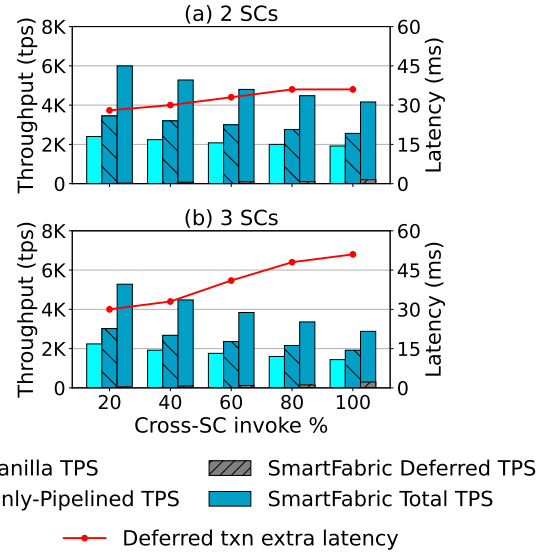 (a) 2 SCs
8K 60
6K 45
4K 30
2K 15
0 0
Throughput (tps)
Latency (ms)
(b) 3 SCs
8K 60
6K 45
4K 30
2K 15
0 0
Throughput (tps)
Latency (ms)
20 40 60 80 100
Cross-SC invoke %
anilla TPS SmartFabric Deferred TPS
nly-Pipelined TPS SmartFabric Total TPS
Deferred txn extra latency